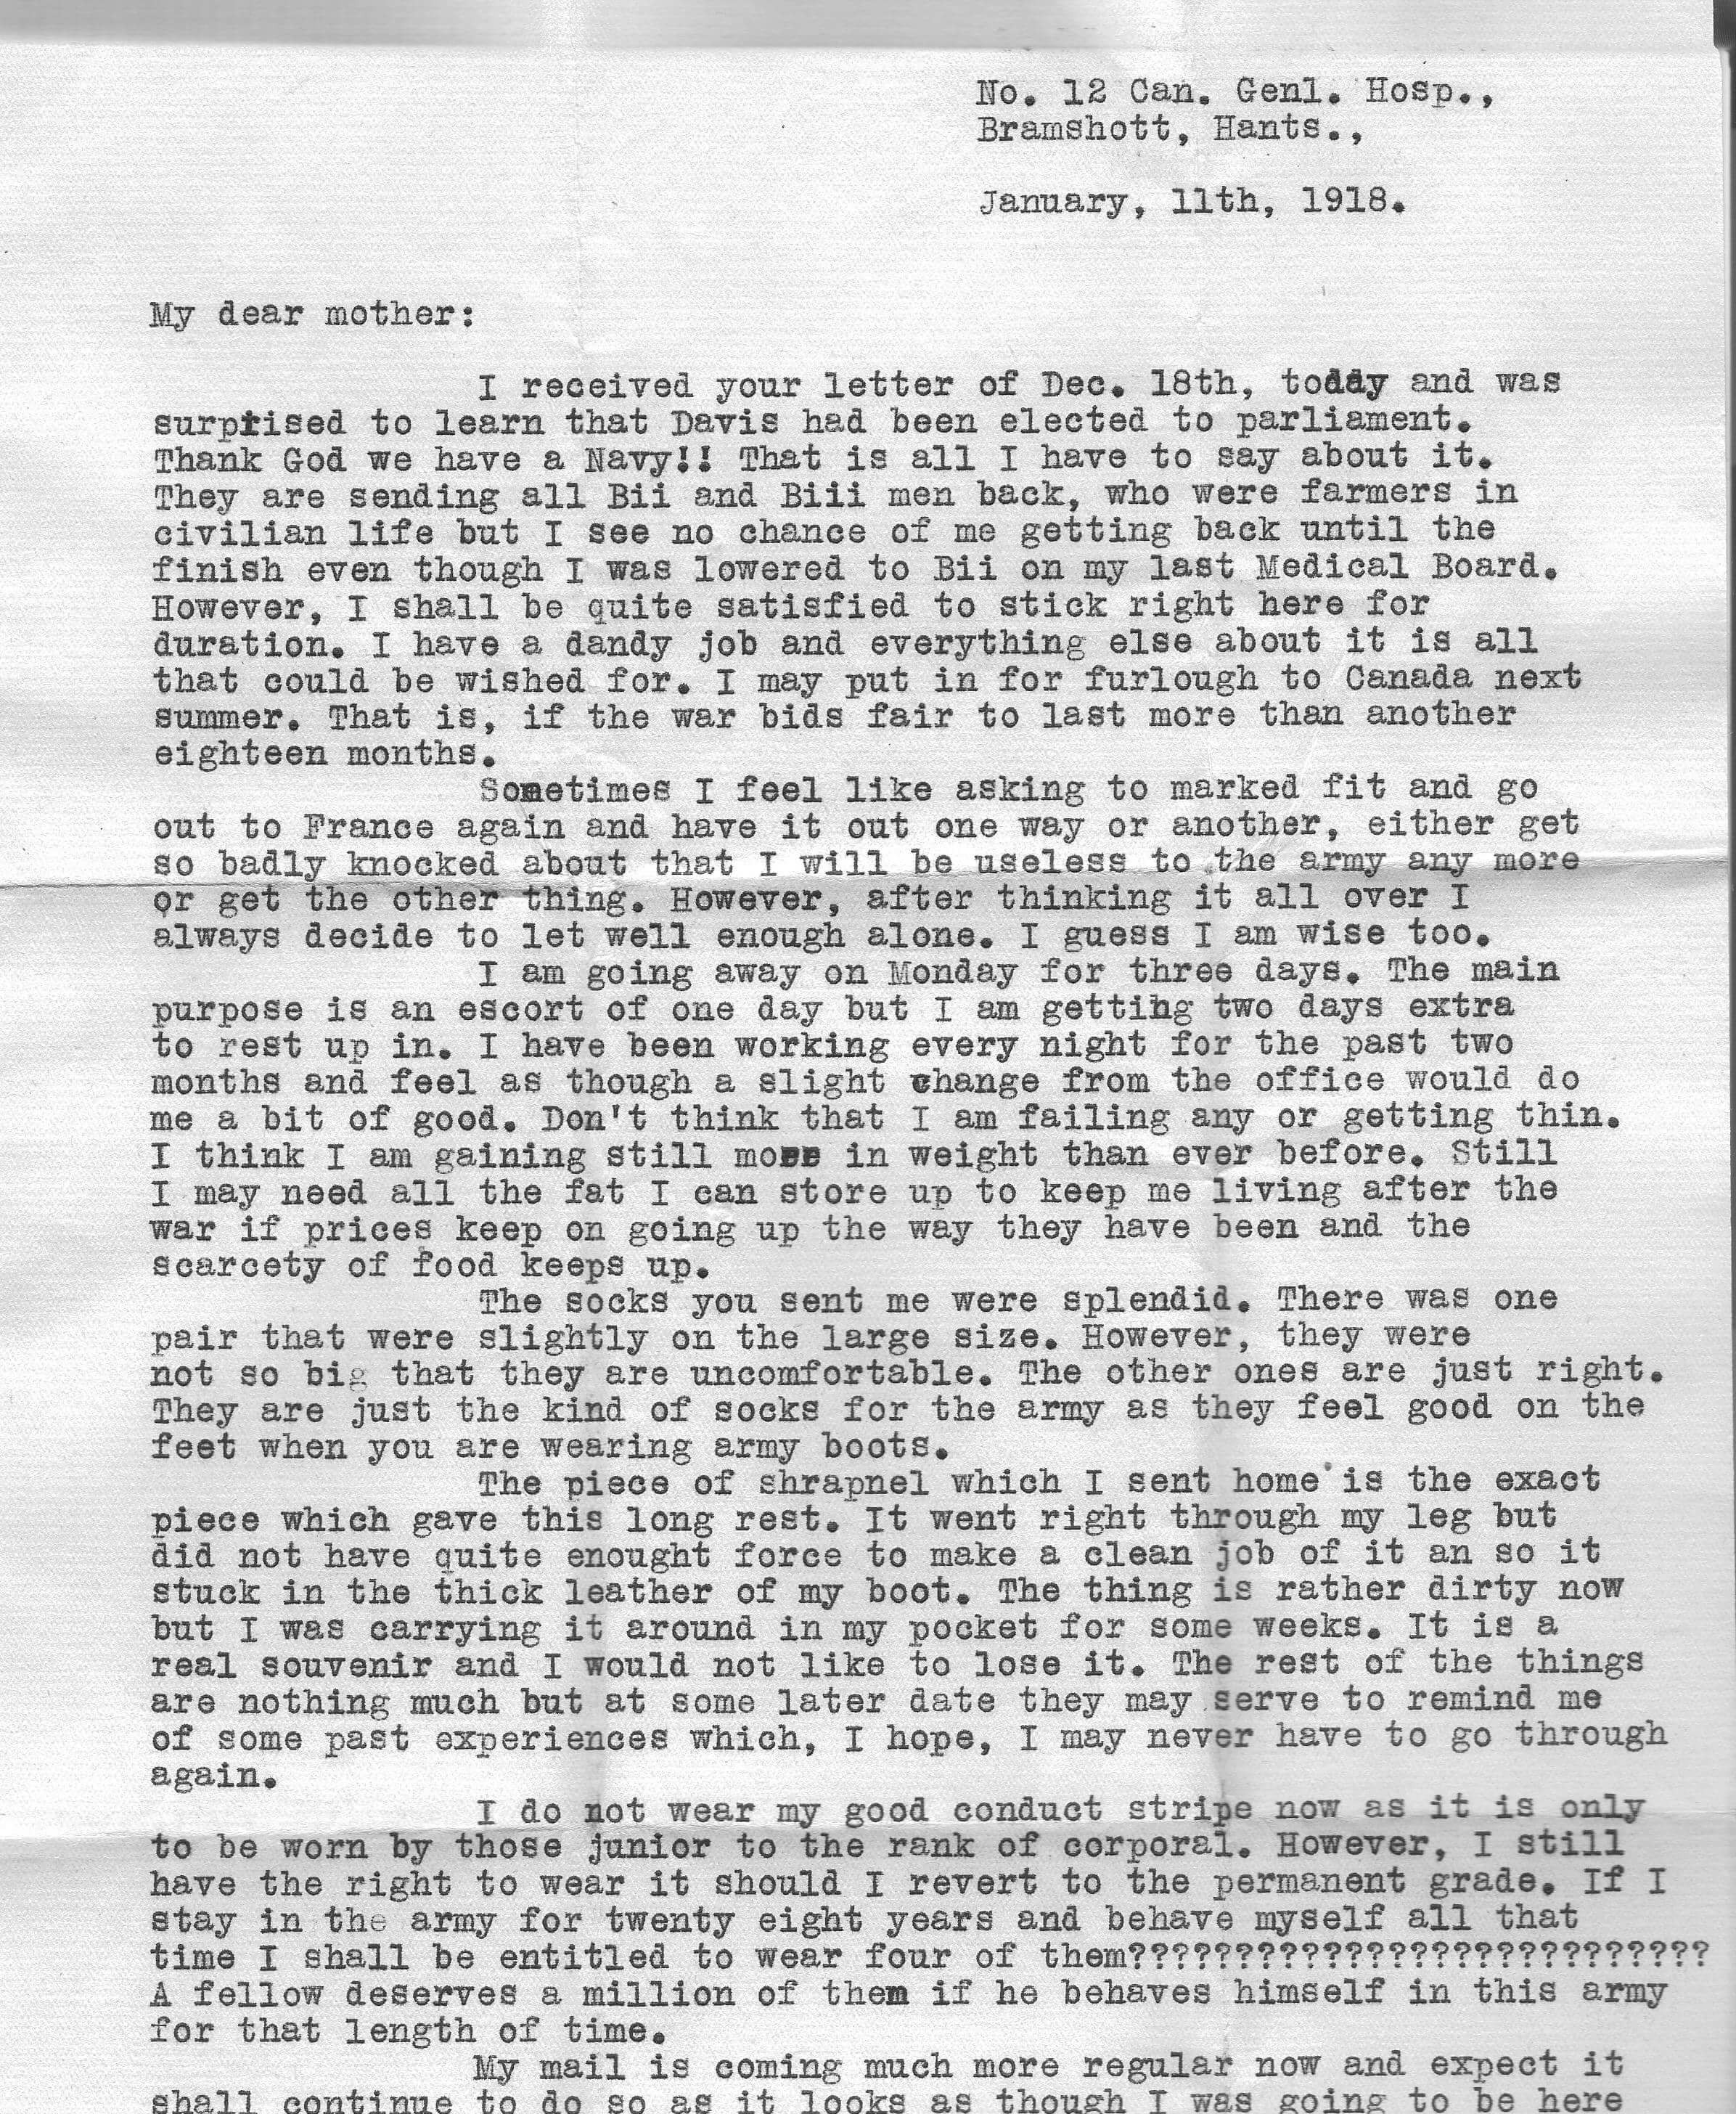 No. 12 Can. Genl. Hosp.,
Bramshott, Hants.,
January, 11th, 1918.
My dear mother:
I received your letter of Dec. 18th, today and was
surprised to learn that Davis had been elected to parliament.
Thank God we have a Navy!! That is all I have to say about it.
They are sending all Bii and Biii men back, who were farmers in
civilian life but I see no chance of me getting back until the
finish even though I was lowered to Bii on my last Medical Board.
However, I shall be quite satisfied to stick right here for
duration. I have a dandy job and everything else about it is all
that could be wished for. I may put in for furlough to Canada next
summer. That is, if the war bids fair to last more than another
eighteen months.
Sometimes I feel like asking to marked fit and go
out to France again and have it out one way or another, either get
so badly knocked about that I will be useless to the army any more
or get the other thing. However, after thinking it all over I
always decide to let well enough alone. I guess I am wise too.
I am going away on Monday for three days. The main
purpose is an escort of one day but I am getting two days extra
to rest up in. I have been working every night for the past two
months and feel as though a slight change from the office would do
me a bit of good. Don't think that I am failing any or getting thin.
I think I am gaining still more in weight than ever before. Still
I may need all the fat I can store up to keep me living after the
war if prices keep on going up the way they have been and the
scarcety of food keeps up.
The socks you sent me were splendid. There was one
pair that were slightly on the large size. However, they were
not so big that they are uncomfortable. The other ones are just right.
They are just the kind of socks for the army as they feel good on the
feet when you are wearing army boots.
The piece of shrapnel which I sent home is the exact
piece which gave this long rest. It went right through my leg but
did not have quite enought force to make a clean job of it an so it
stuck in the thick leather of my boot. The thing is rather dirty now
but I was carrying it around in my pocket for some weeks. It is a
real souvenir and I would not like to lose it. The rest of the things
are nothing much but at some later date they may serve to remind me
of some past experiences which, I hope, I may never have to go through
again.
I do not wear my good conduct stripe now as it is only
to be worn by those junior to the rank of corporal. However, I still
have the right to wear it should I revert to the permanent grade. If I
stay in the army for twenty eight years and behave myself all that
time I shall be entitled to wear four of them???????????????????????????
A fellow deserves a million of them if he behaves himself in this army
for that length of time.
My mail is coming much more regular now and expect it
shall continue to do so as it looks as though I was going to be here